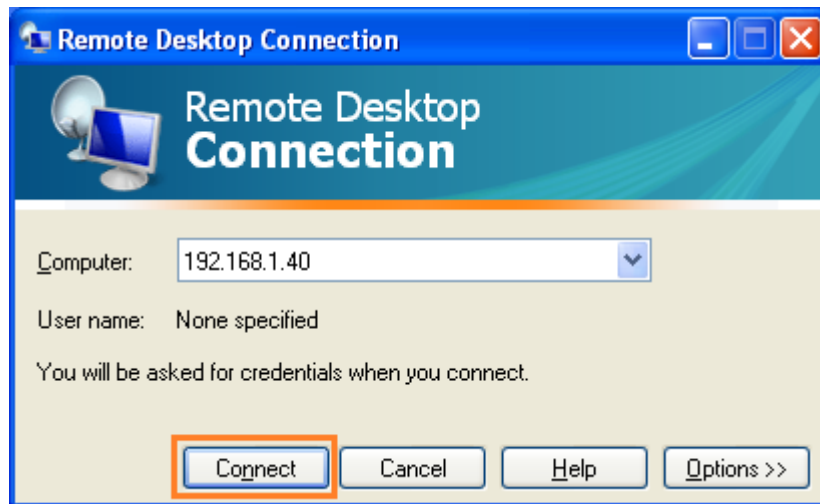 Remote Desktop Connection
Remote Desktop
Connection
Computer: 192.168.1.40
User name: None specified
You will be asked for credentials when you connect.
Connect Cancel Help Options >>